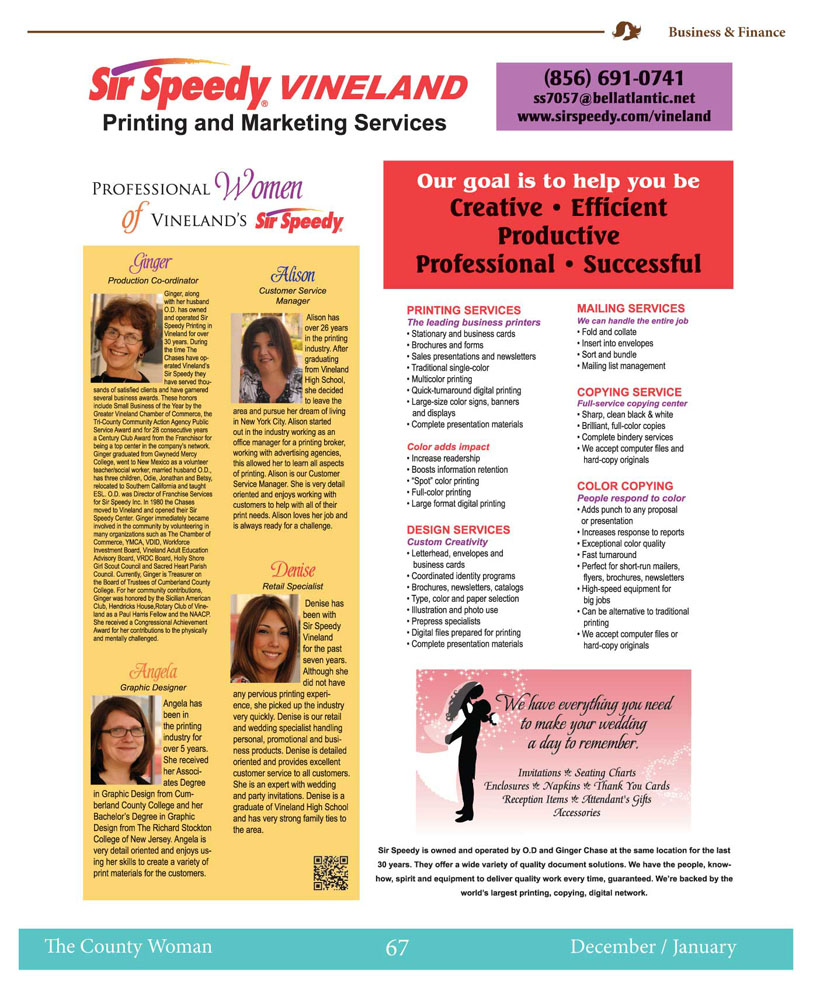 Business & Finance
Sir Speedy® VINELAND
Printing and Marketing Services
(856) 691-0741
ss7057@bellatlantic.net
www.sirspeedy.com/vineland
Professional Women
of Vineland's Sir Speedy
Our goal is to help you be
Creative • Efficient
Productive
Professional • Successful
Ginger
Production Co-ordinator
Ginger, along
with her husband
O.D. has owned
and operated Sir
Speedy Printing in
Vineland for over
30 years. During
the time The
Chases have op-
erated Vineland's
Sir Speedy they
have served thou-
sands of satisfied clients and have garnered
several business awards. These honors
include Small Business of the Year by the
Greater Vineland Chamber of Commerce, the
Tri-County Community Action Agency Public
Service Award and for 28 consecutive years
a Century Club Award from the Franchisor for
being a top center in the company's network.
Ginger graduated from Gwynedd Mercy
College, went to New Mexico as a volunteer
teacher/social worker, married husband O.D.,
has three children, Odie, Jonathan and Betsy,
relocated to Southern California and taught
ESL. O.D. was Director of Franchise Services
for Sir Speedy Inc. In 1980 the Chases
moved to Vineland and opened their Sir
Speedy Center. Ginger immediately became
involved in the community by volunteering in
many organizations such as The Chamber of
Commerce, YMCA, VDID, Workforce
Investment Board, Vineland Adult Education
Advisory Board, VRDC Board, Holly Shore
Girl Scout Council and Sacred Heart Parish
Council. Currently, Ginger is Treasurer on
the Board of Trustees of Cumberland County
College. For her community contributions,
Ginger was honored by the Sicilian American
Club, Hendricks House,Rotary Club of Vine-
land as a Paul Harris Fellow and the NAACP.
She received a Congressional Achievement
Award for her contributions to the physically
and mentally challenged.
Angela
Graphic Designer
Angela has
been in
the printing
industry for
over 5 years.
She received
her Associ-
ates Degree
in Graphic Design from Cum-
berland County College and her
Bachelor's Degree in Graphic
Design from The Richard Stockton
College of New Jersey. Angela is
very detail oriented and enjoys us-
ing her skills to create a variety of
print materials for the customers.
Alison
Customer Service
Manager
Alison has
over 26 years
in the printing
industry. After
graduating
from Vineland
High School,
she decided
to leave the
area and pursue her dream of living
in New York City. Alison started
out in the industry working as an
office manager for a printing broker,
working with advertising agencies,
this allowed her to learn all aspects
of printing. Alison is our Customer
Service Manager. She is very detail
oriented and enjoys working with
customers to help with all of their
print needs. Alison loves her job and
is always ready for a challenge.
Denise
Retail Specialist
Denise has
been with
Sir Speedy
Vineland
for the past
seven years.
Although she
did not have
any pervious printing experi-
ence, she picked up the industry
very quickly. Denise is our retail
and wedding specialist handling
personal, promotional and busi-
ness products. Denise is detailed
oriented and provides excellent
customer service to all customers.
She is an expert with wedding
and party invitations. Denise is a
graduate of Vineland High School
and has very strong family ties to
the area.
PRINTING SERVICES
The leading business printers
• Stationary and business cards
• Brochures and forms
• Sales presentations and newsletters
• Traditional single-color
• Multicolor printing
• Quick-turnaround digital printing
• Large-size color signs, banners
and displays
• Complete presentation materials
Color adds impact
• Increase readership
• Boosts information retention
• "Spot" color printing
• Full-color printing
• Large format digital printing
DESIGN SERVICES
Custom Creativity
• Letterhead, envelopes and
business cards
• Coordinated identity programs
• Brochures, newsletters, catalogs
• Type, color and paper selection
• Illustration and photo use
• Prepress specialists
• Digital files prepared for printing
• Complete presentation materials
MAILING SERVICES
We can handle the entire job
• Fold and collate
• Insert into envelopes
• Sort and bundle
• Mailing list management
COPYING SERVICE
Full-service copying center
• Sharp, clean black & white
• Brilliant, full-color copies
• Complete bindery services
• We accept computer files and
hard-copy originals
COLOR COPYING
People respond to color
• Adds punch to any proposal
or presentation
• Increases response to reports
• Exceptional color quality
• Fast turnaround
• Perfect for short-run mailers,
flyers, brochures, newsletters
• High-speed equipment for
big jobs
• Can be alternative to traditional
printing
• We accept computer files or
hard-copy originals
We have everything you need
to make your wedding
a day to remember.
Invitations * Seating Charts
Enclosures * Napkins * Thank You Cards
Reception Items * Attendant's Gifts
Accessories
Sir Speedy is owned and operated by O.D and Ginger Chase at the same location for the last
30 years. They offer a wide variety of quality document solutions. We have the people, know-
how, spirit and equipment to deliver quality work every time, guaranteed. We're backed by the
world's largest printing, copying, digital network.
The County Woman
67
December / January